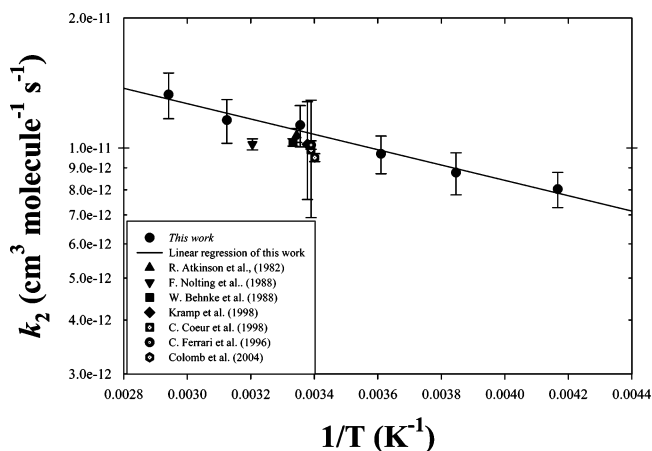 2.0e-11
1.0e-11
9.0e-12
8.0e-12
7.0e-12
6.0e-12
5.0e-12
4.0e-12
3.0e-12
k2 (cm3 molecule-1 s-1)
This work
Linear regression of this work
R. Atkinson et al., (1982)
F. Nolting et al.. (1988)
W. Behnke et al. (1988)
Kramp et al. (1998)
C. Coeur et al. (1998)
C. Ferrari et al. (1996)
Colomb et al. (2004)
0.0028 0.0030 0.0032 0.0034 0.0036 0.0038 0.0040 0.0042 0.0044
1/T (K-1)